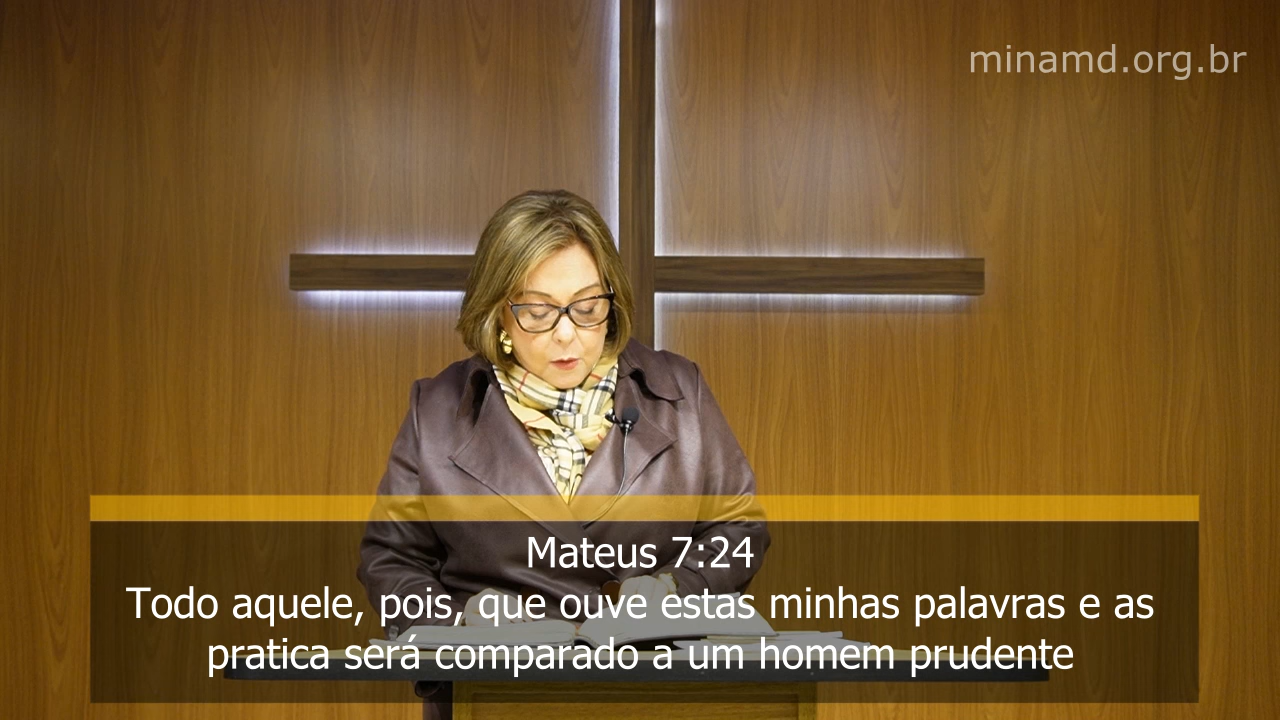 minamd.org.br
Mateus 7:24
Todo aquele, pois, que ouve estas minhas palavras e as
pratica será comparado a um homem prudente